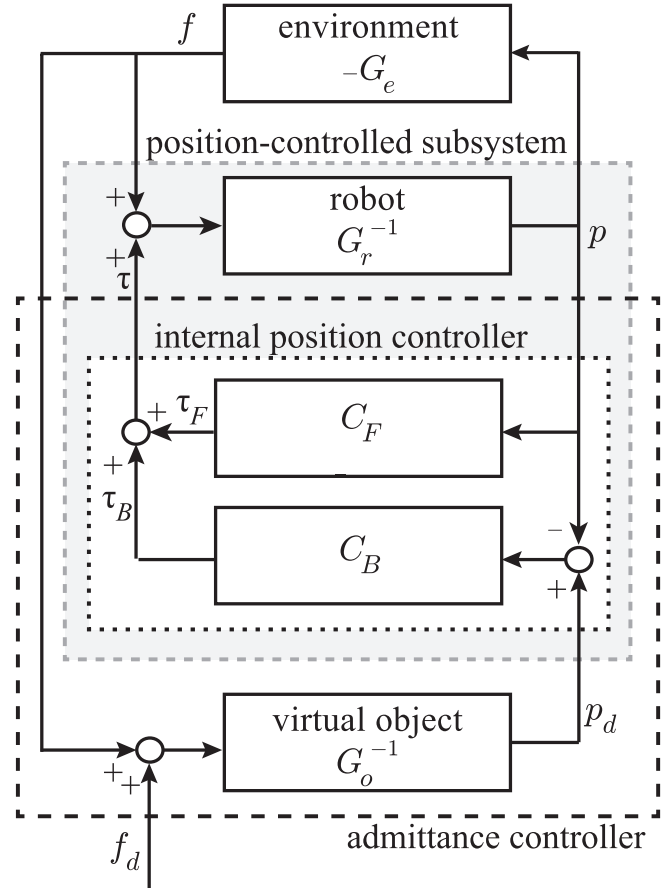 f
environment
–G_e
position-controlled subsystem
+
robot
G_r^{-1}
p
+
τ
internal position controller
+
τ_F
C_F
+
τ_B
C_B
–
+
virtual object
G_o^{-1}
p_d
+
+
f_d
admittance controller